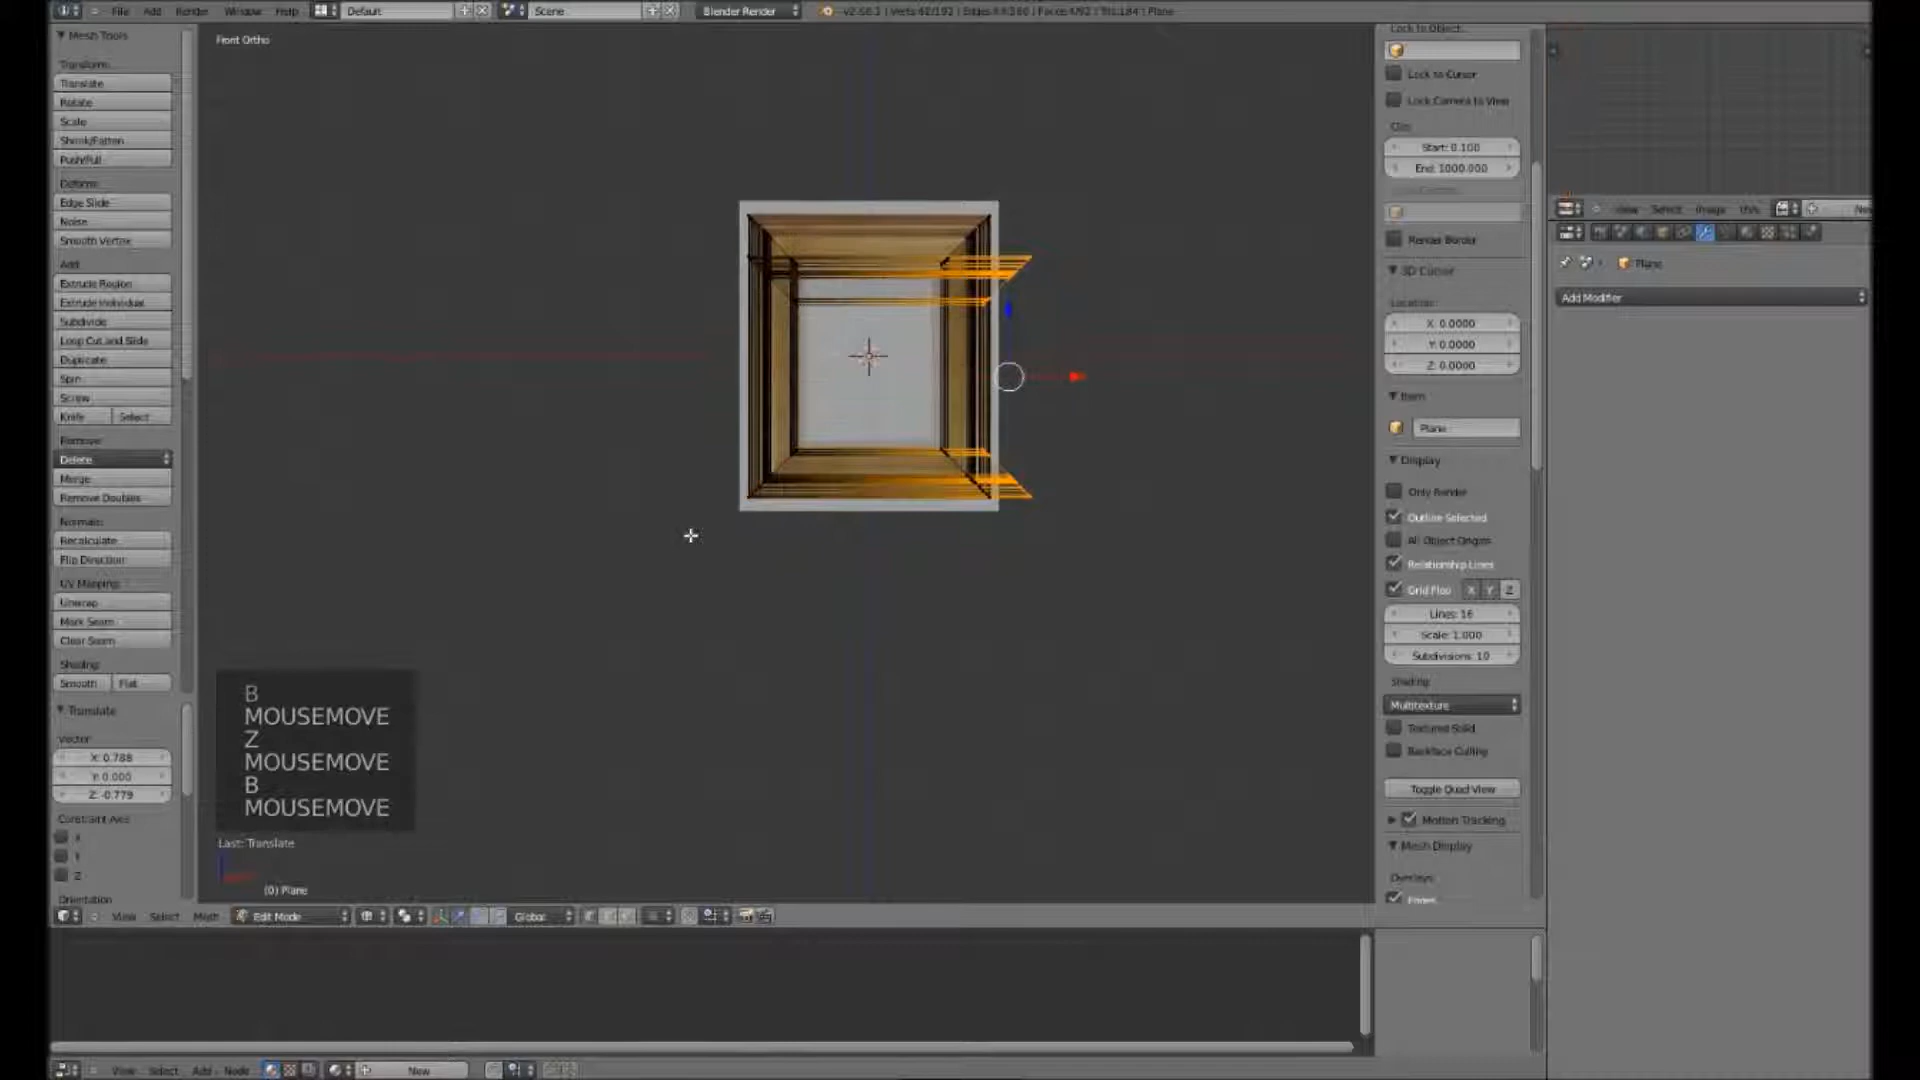 File Add Render Window Help Default Scene Blender Render
Mesh Tools
Transform:
Translate
Rotate
Scale
Shrink/Fatten
Push/Pull
Deform:
Edge Slide
Noise
Smooth Vertex
Add:
Extrude Region
Extrude Individual
Subdivide
Loop Cut and Slide
Duplicate
Spin
Screw
Knife Select
Remove:
Delete
Merge
Remove Doubles
Normals:
Recalculate
Flip Direction
UV Mapping:
Unwrap
Mark Seam
Clear Seam
Shading:
Smooth Flat
Translate
Vector
X: 0.788
Y: 0.000
Z: -0.779
Constraint Axis
X
Y
Z
Orientation
Front Ortho
B
MOUSEMOVE
Z
MOUSEMOVE
B
MOUSEMOVE
Last: Translate
(0) Plane
View Select Mesh Edit Mode Global
Lock to Object:
Lock to Cursor
Lock Camera to View
Clip:
Start: 0.100
End: 1000.000
Render Border
3D Cursor
Location:
X: 0.0000
Y: 0.0000
Z: 0.0000
Item
Plane
Display
Only Render
Outline Selected
All Object Origins
Relationship Lines
Grid Floo X Y Z
Lines: 16
Scale: 1.000
Subdivisions: 10
Shading:
Multitexture
Textured Solid
Backface Culling
Toggle Quad View
Motion Tracking
Mesh Display
Overlays:
Edges
View Select Image UVs Ne
Plane
Add Modifier
View Select Add Node New